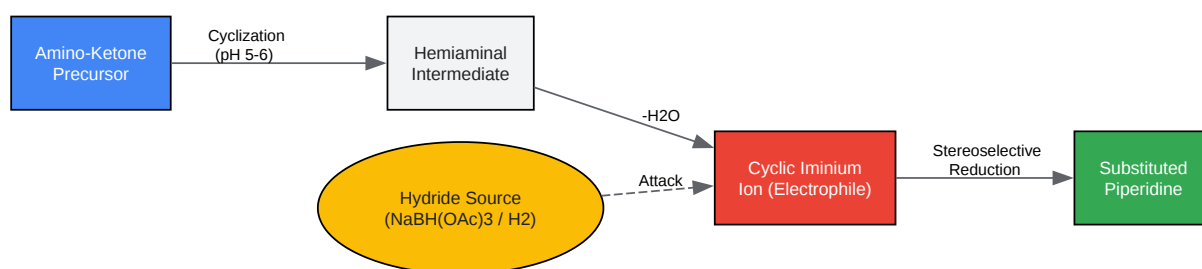 Amino-Ketone
Precursor
Cyclization
(pH 5-6)
Hemiaminal
Intermediate
-H2O
Hydride Source
(NaBH(OAc)3 / H2)
Attack
Cyclic Iminium
Ion (Electrophile)
Stereoselective
Reduction
Substituted
Piperidine